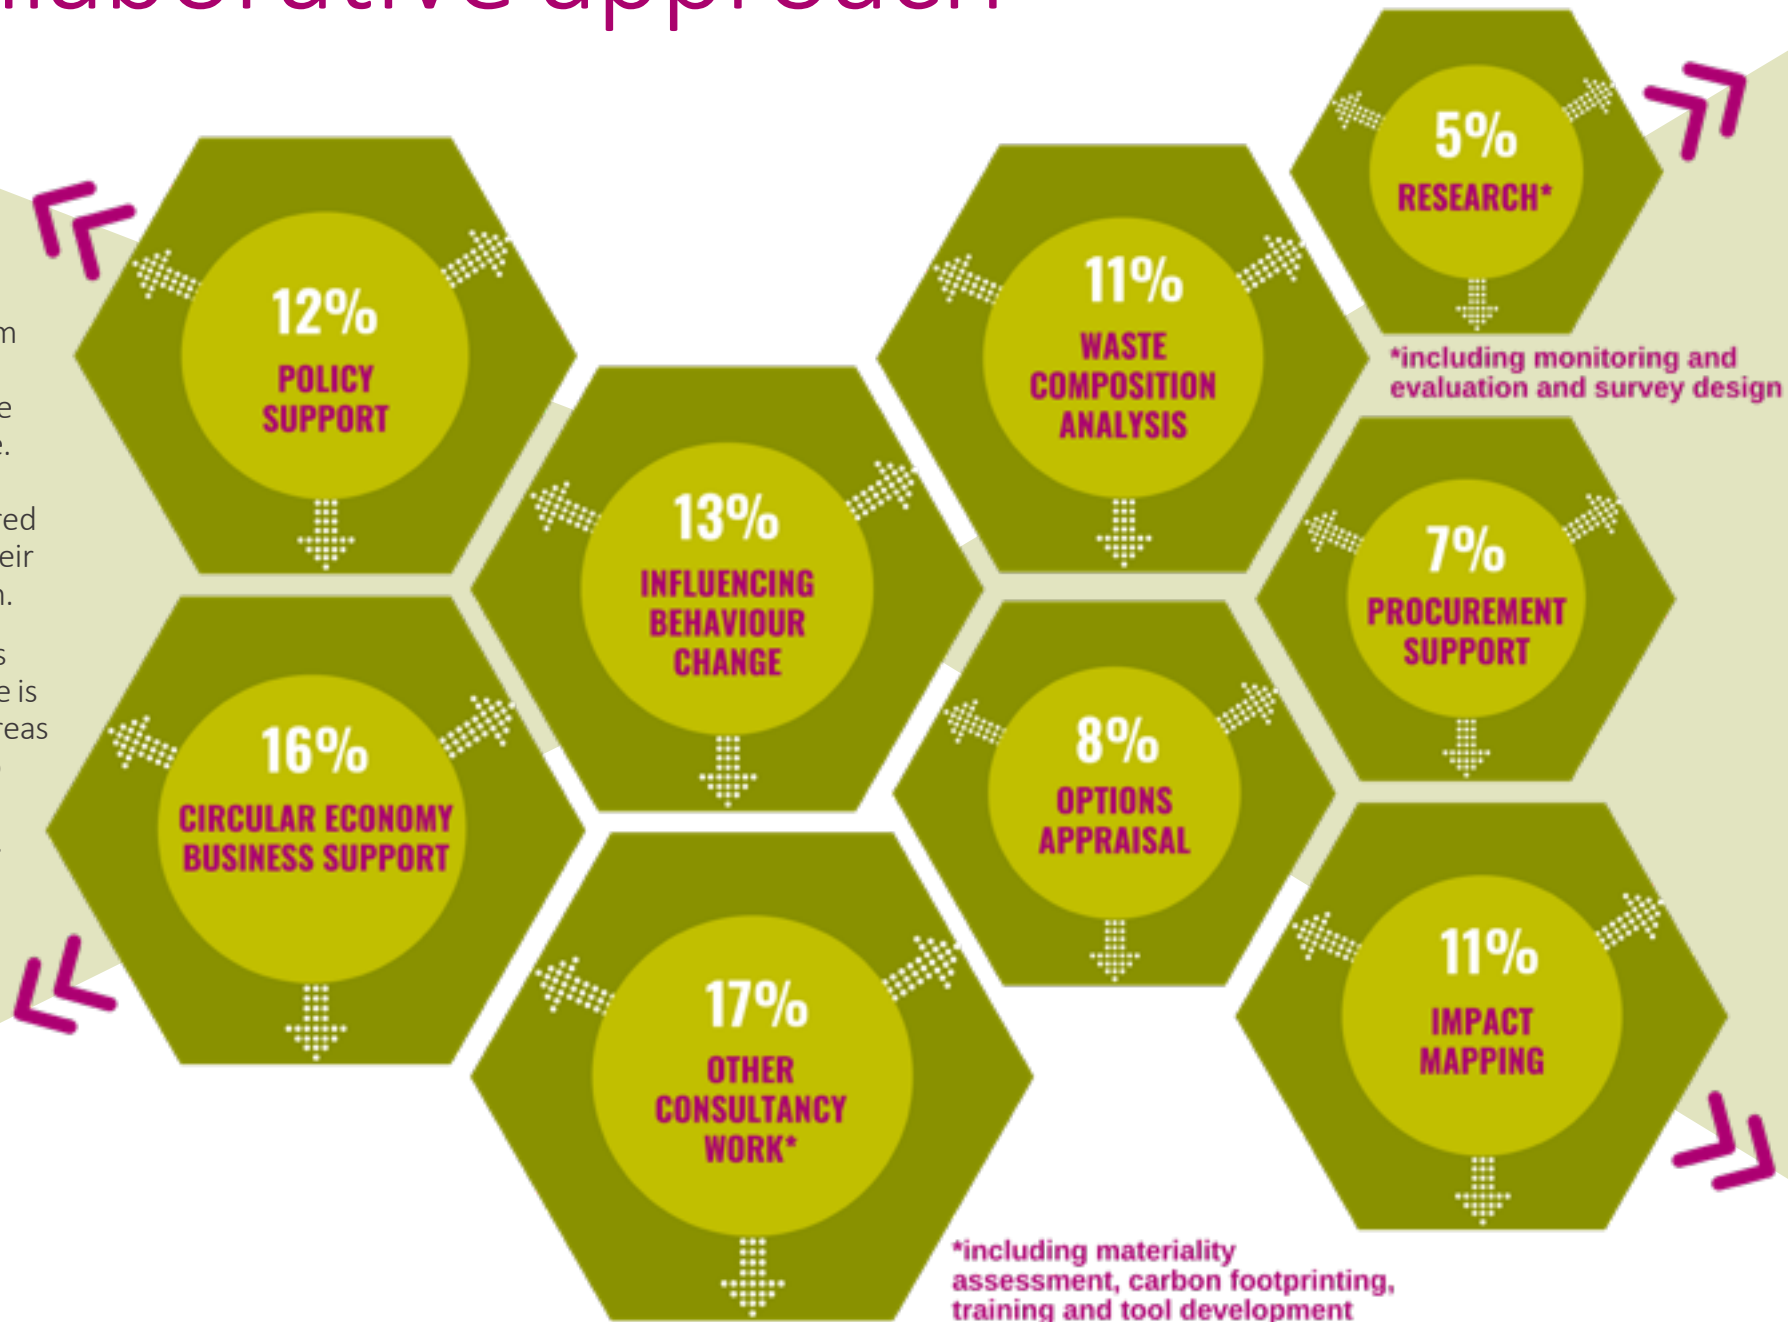 approach
12%
POLICY
SUPPORT
16%
CIRCULAR ECONOMY
BUSINESS SUPPORT
13%
INFLUENCING
BEHAVIOUR
CHANGE
17%
OTHER
CONSULTANCY
WORK*
*including materiality
assessment, carbon footprinting,
training and tool development
11%
WASTE
COMPOSITION
ANALYSIS
8%
OPTIONS
APPRAISAL
5%
RESEARCH*
*including monitoring and
evaluation and survey design
7%
PROCUREMENT
SUPPORT
11%
IMPACT
MAPPING